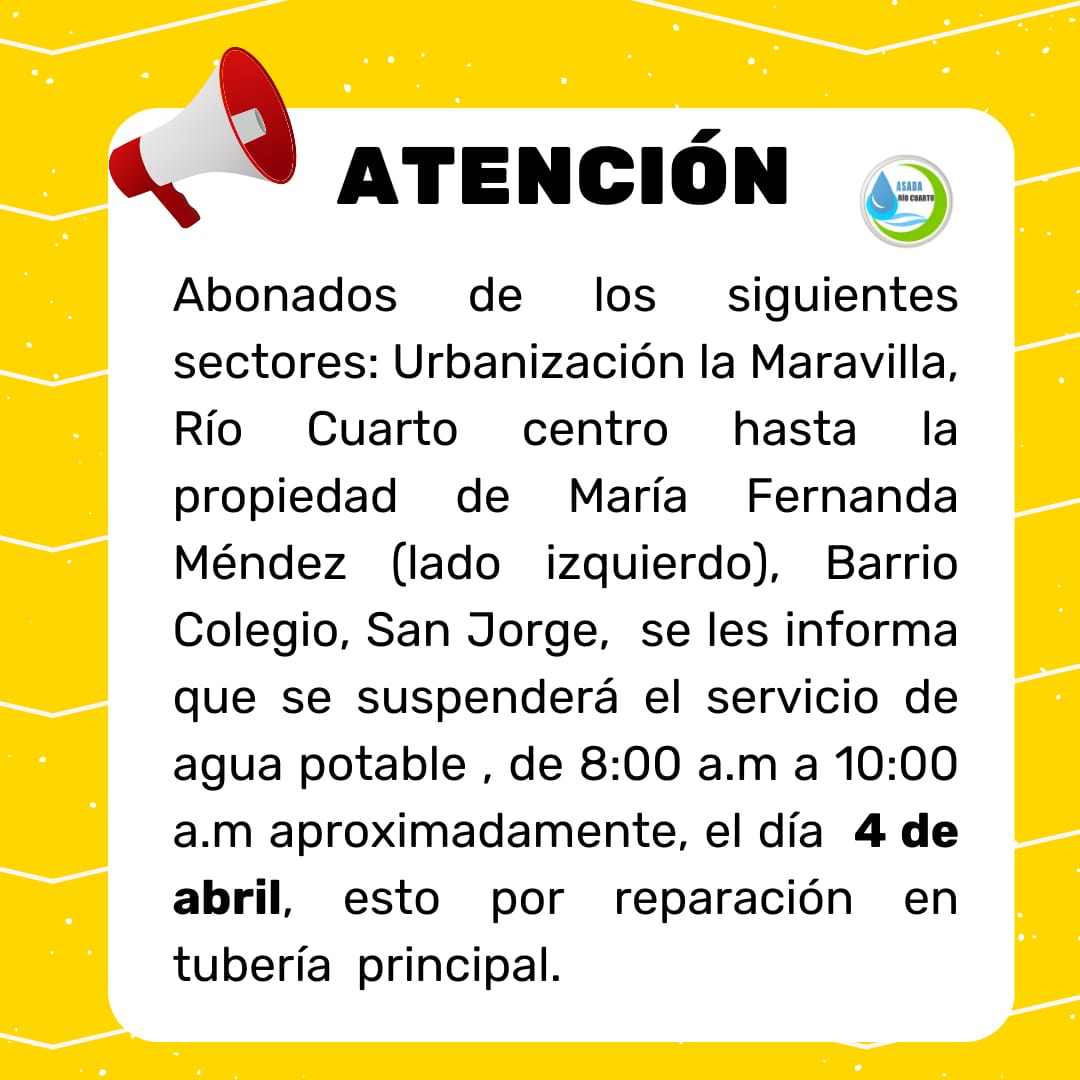 ATENCIÓN
ASADA
RÍO CUARTO
Abonados de los siguientes
sectores: Urbanización la Maravilla,
Río Cuarto centro hasta la
propiedad de María Fernanda
Méndez (lado izquierdo), Barrio
Colegio, San Jorge, se les informa
que se suspenderá el servicio de
agua potable , de 8:00 a.m a 10:00
a.m aproximadamente, el día 4 de
abril, esto por reparación en
tubería principal.